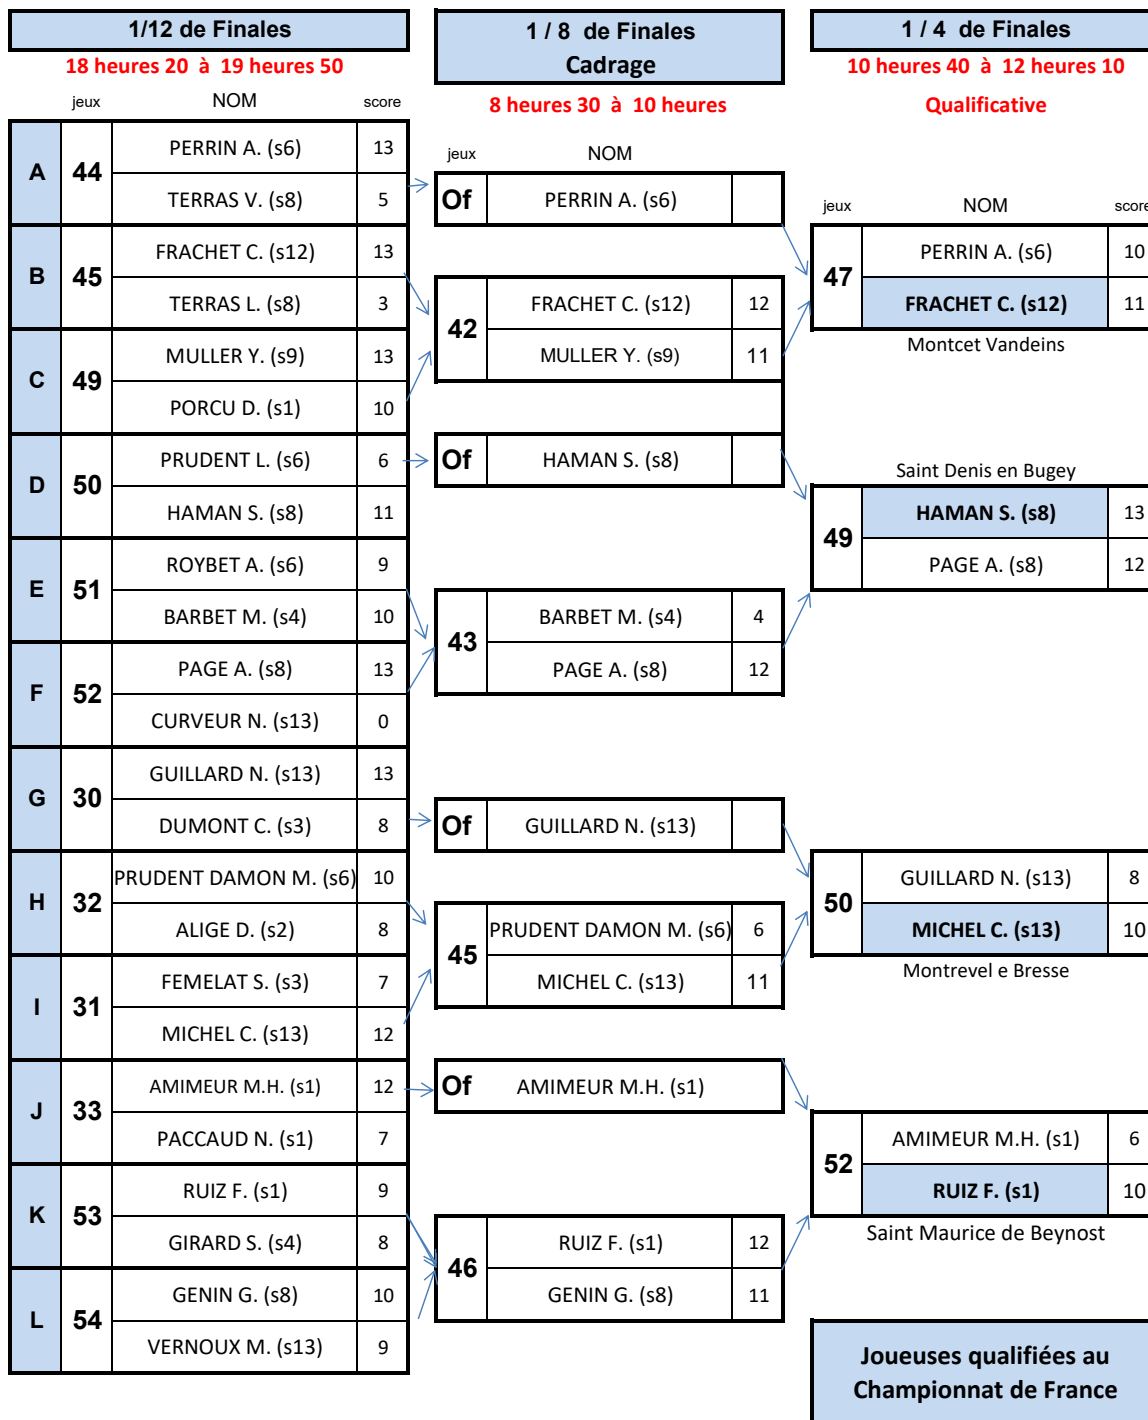 1/12 de Finales
18 heures 20 à 19 heures 50
jeux NOM score
A 44 PERRIN A. (s6) 13
TERRAS V. (s8) 5
B 45 FRACHET C. (s12) 13
TERRAS L. (s8) 3
C 49 MULLER Y. (s9) 13
PORCU D. (s1) 10
D 50 PRUDENT L. (s6) 6
HAMAN S. (s8) 11
E 51 ROYBET A. (s6) 9
BARBET M. (s4) 10
F 52 PAGE A. (s8) 13
CURVEUR N. (s13) 0
G 30 GUILLARD N. (s13) 13
DUMONT C. (s3) 8
H 32 PRUDENT DAMON M. (s6) 10
ALIGE D. (s2) 8
I 31 FEMELAT S. (s3) 7
MICHEL C. (s13) 12
J 33 AMIMEUR M.H. (s1) 12
PACCAUD N. (s1) 7
K 53 RUIZ F. (s1) 9
GIRARD S. (s4) 8
L 54 GENIN G. (s8) 10
VERNOUX M. (s13) 9
1 / 8 de Finales
Cadrage
8 heures 30 à 10 heures
jeux NOM
Of PERRIN A. (s6)
42 FRACHET C. (s12) 12
MULLER Y. (s9) 11
Of HAMAN S. (s8)
43 BARBET M. (s4) 4
PAGE A. (s8) 12
Of GUILLARD N. (s13)
45 PRUDENT DAMON M. (s6) 6
MICHEL C. (s13) 11
Of AMIMEUR M.H. (s1)
46 RUIZ F. (s1) 12
GENIN G. (s8) 11
1 / 4 de Finales
10 heures 40 à 12 heures 10
Qualificative
jeux NOM score
47 PERRIN A. (s6) 10
FRACHET C. (s12) 11
Montcet Vandeins
Saint Denis en Bugey
49 HAMAN S. (s8) 13
PAGE A. (s8) 12
50 GUILLARD N. (s13) 8
MICHEL C. (s13) 10
Montrevel e Bresse
52 AMIMEUR M.H. (s1) 6
RUIZ F. (s1) 10
Saint Maurice de Beynost
Joueuses qualifiées au
Championnat de France